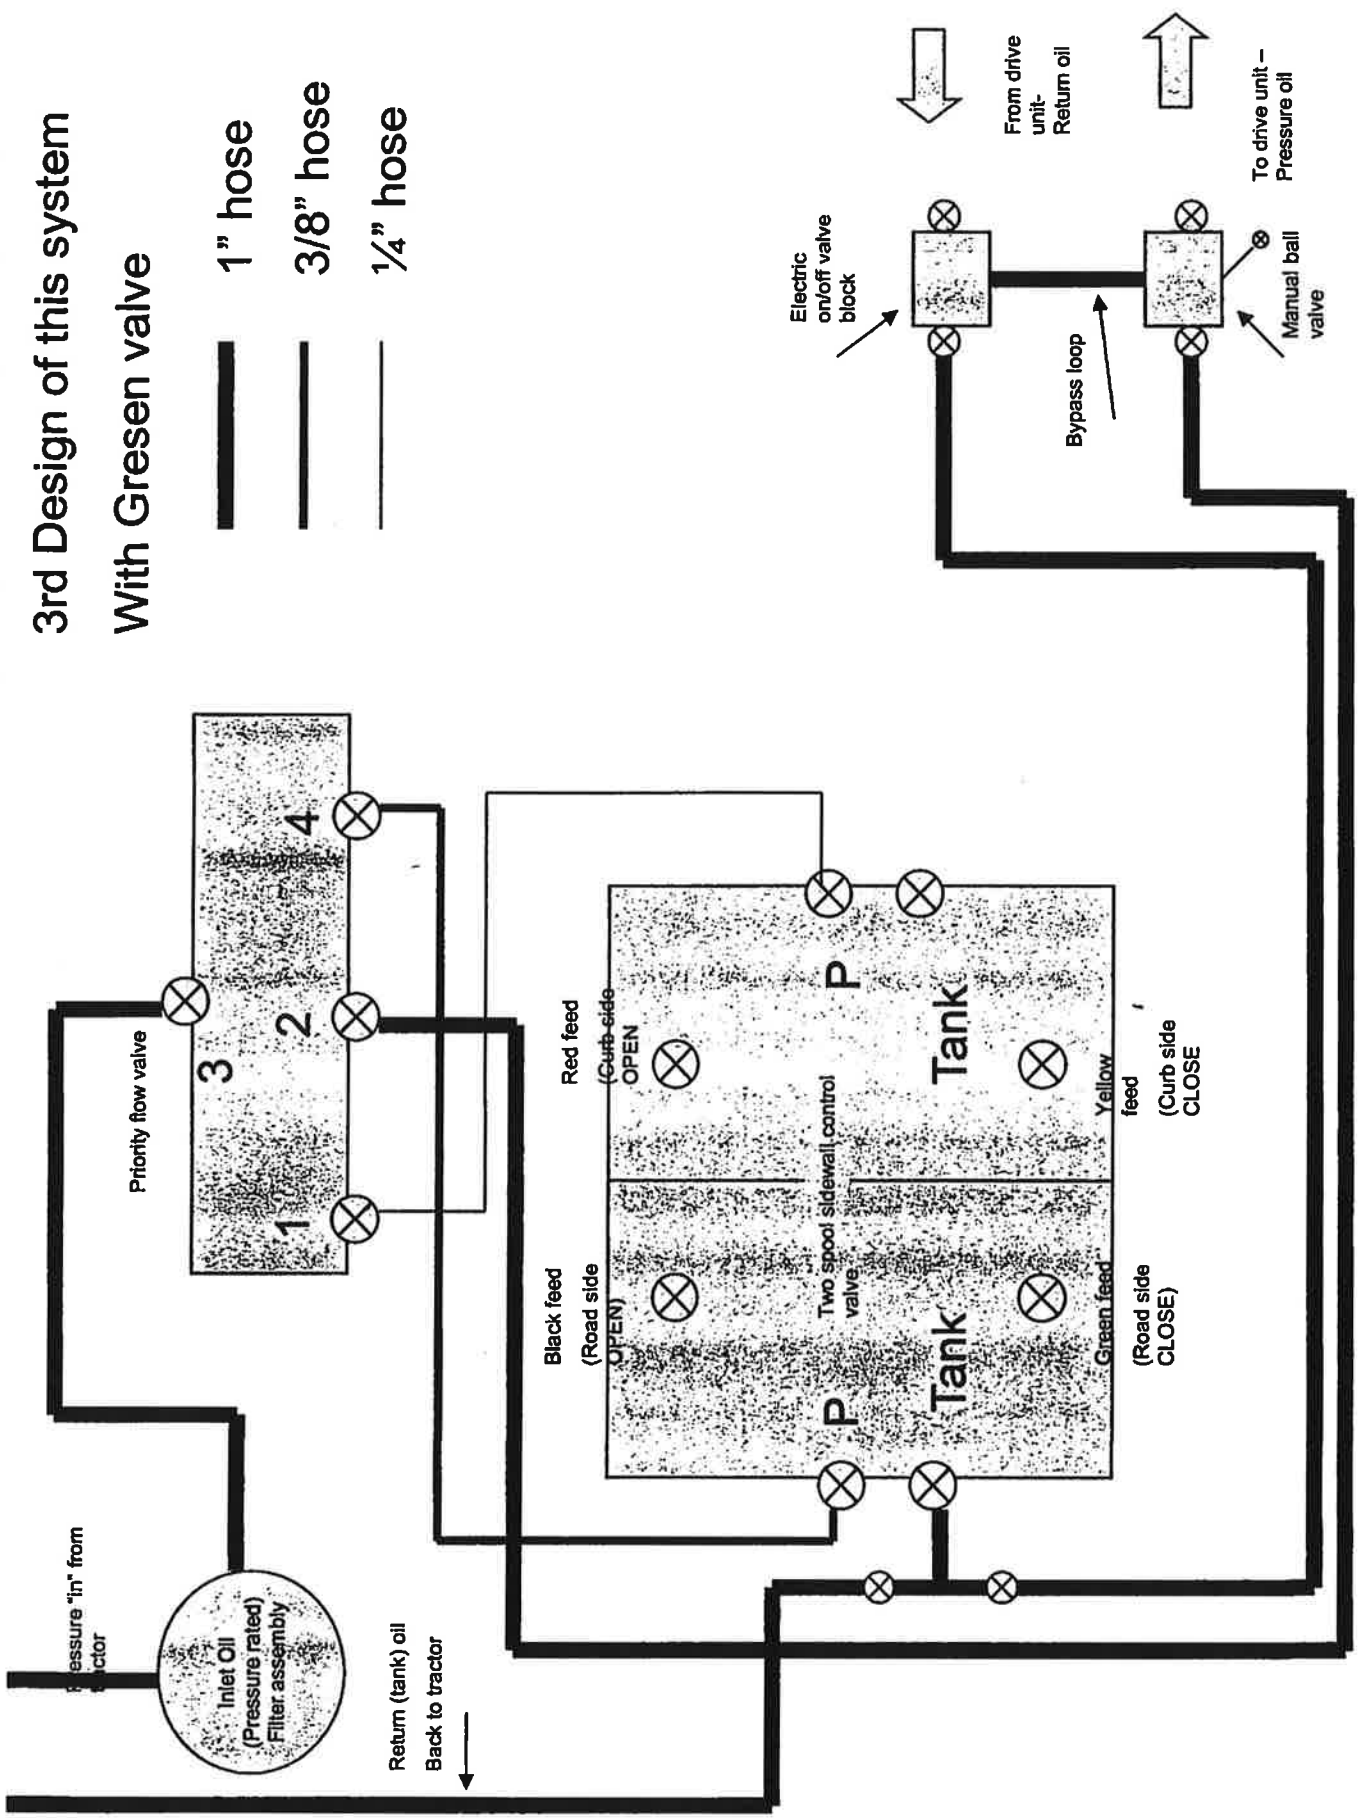 3rd Design of this system
With Gresen valve
1” hose
3/8” hose
¼” hose
Pressure "in" from
tractor
Inlet Oil
(Pressure rated)
Filter assembly
Return (tank) oil
Back to tractor
Priority flow valve
3
1
2
4
Black feed
(Road side
OPEN)
Red feed
(Curb side
OPEN
P
P
Two spool sidewall control
valve
Tank
Tank
Green feed
(Road side
CLOSE)
Yellow
feed
(Curb side
CLOSE
Electric
on/off valve
block
Bypass loop
Manual ball
valve
From drive
unit-
Return oil
To drive unit –
Pressure oil